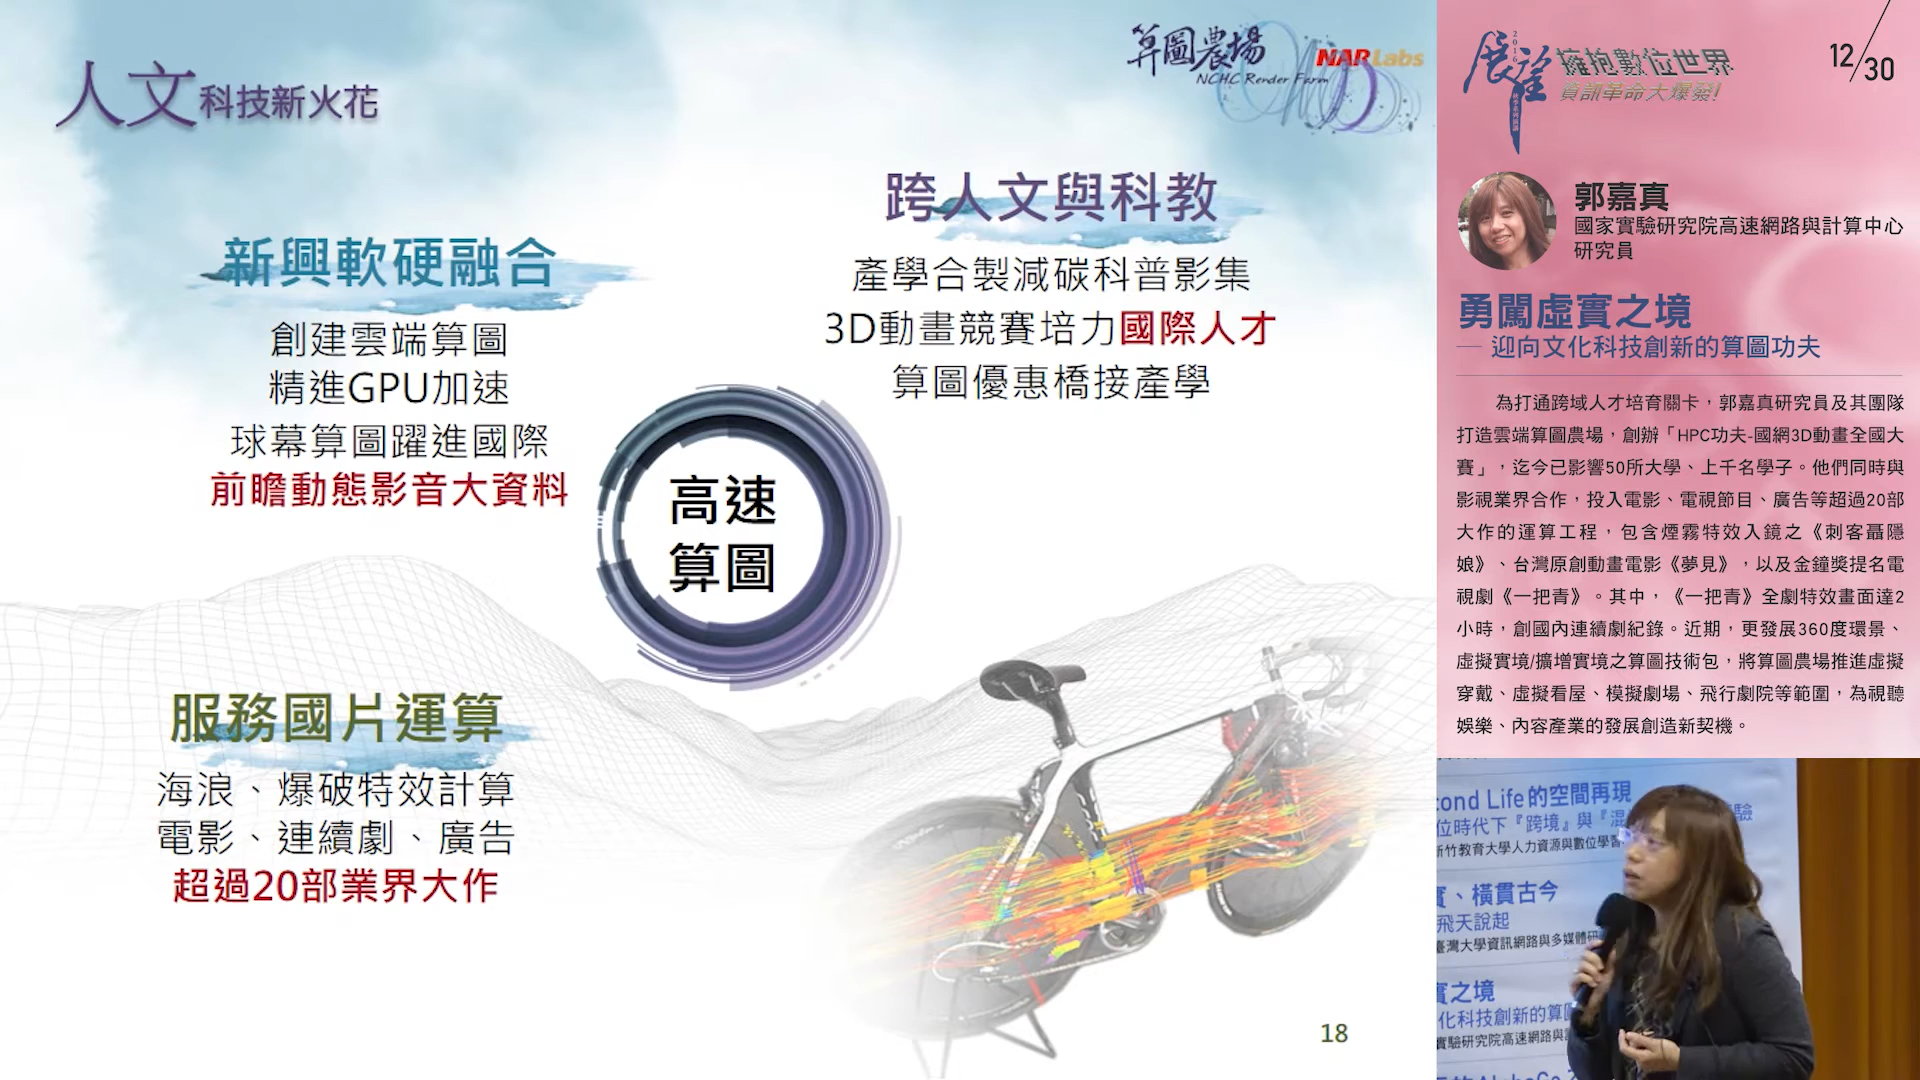 人文科技新火花
算圖農場
NCHC Render Farm
NARLabs
新興軟硬融合
創建雲端算圖
精進GPU加速
球幕算圖躍進國際
前瞻動態影音大資料
跨人文與科教
產學合製減碳科普影集
3D動畫競賽培力國際人才
算圖優惠橋接產學
高速
算圖
服務國片運算
海浪、爆破特效計算
電影、連續劇、廣告
超過20部業界大作
18
2016
展望
秋季系列演講
擁抱數位世界
資訊革命大爆發!
12/30
郭嘉真
國家實驗研究院高速網路與計算中心
研究員
勇闖虛實之境
— 迎向文化科技創新的算圖功夫
為打通跨域人才培育關卡，郭嘉真研究員及其團隊
打造雲端算圖農場，創辦「HPC功夫-國網3D動畫全國大
賽」，迄今已影響50所大學、上千名學子。他們同時與
影視業界合作，投入電影、電視節目、廣告等超過20部
大作的運算工程，包含煙霧特效入鏡之《刺客聶隱
娘》、台灣原創動畫電影《夢見》，以及金鐘獎提名電
視劇《一把青》。其中，《一把青》全劇特效畫面達2
小時，創國內連續劇紀錄。近期，更發展360度環景、
虛擬實境/擴增實境之算圖技術包，將算圖農場推進虛擬
穿戴、虛擬看屋、模擬劇場、飛行劇院等範圍，為視聽
娛樂、內容產業的發展創造新契機。
cond Life的空間再現
位時代下『跨境』與『混
驗
新竹教育大學人力資源與數位學習
實、橫貫古今
飛天說起
臺灣大學資訊網路與多媒體研
實之境
化科技創新的算圖
實驗研究院高速網路與